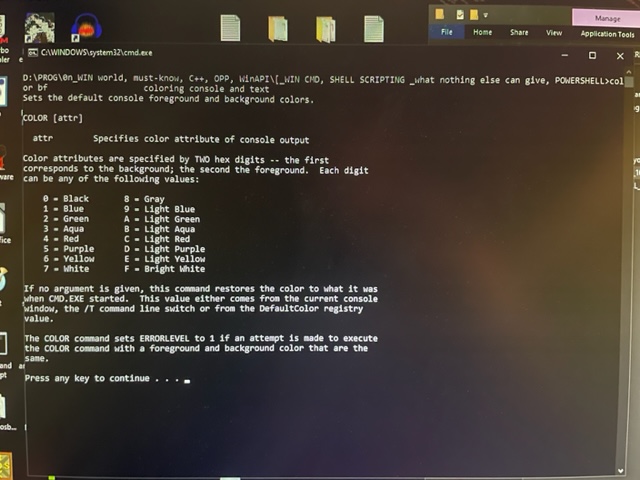 Manage
File Home Share View Application Tools
C:\WINDOWS\system32\cmd.exe
D:\PROG\0n_WIN world, must-know, C++, OPP, WinAPI\[_WIN CMD, SHELL SCRIPTING _what nothing else can give, POWERSHELL>col
or bf coloring console and text
Sets the default console foreground and background colors.
COLOR [attr]
attr Specifies color attribute of console output
Color attributes are specified by TWO hex digits -- the first
corresponds to the background; the second the foreground. Each digit
can be any of the following values:
0 = Black 8 = Gray
1 = Blue 9 = Light Blue
2 = Green A = Light Green
3 = Aqua B = Light Aqua
4 = Red C = Light Red
5 = Purple D = Light Purple
6 = Yellow E = Light Yellow
7 = White F = Bright White
If no argument is given, this command restores the color to what it was
when CMD.EXE started. This value either comes from the current console
window, the /T command line switch or from the DefaultColor registry
value.
The COLOR command sets ERRORLEVEL to 1 if an attempt is made to execute
the COLOR command with a foreground and background color that are the
same.
Press any key to continue . . .